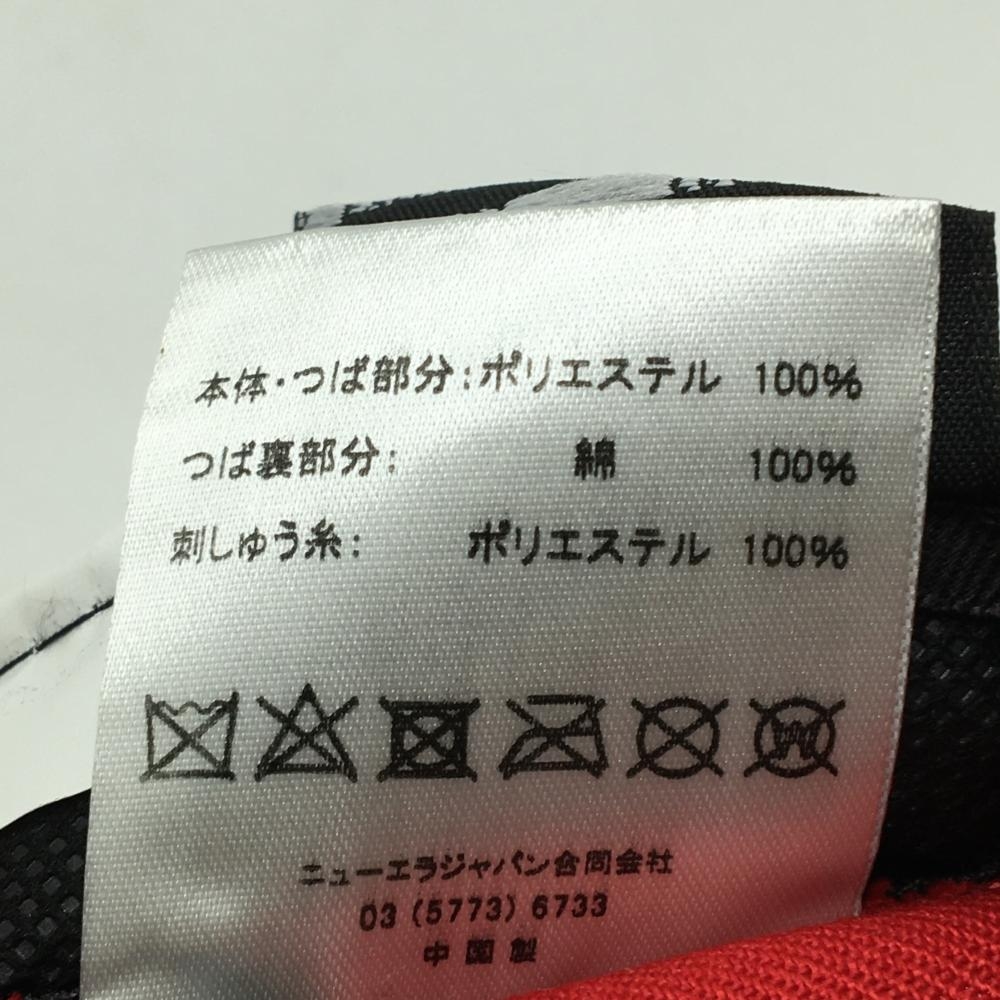 本体・つば部分:ポリエステル 100%
つば裏部分: 綿 100%
刺しゅう糸: ポリエステル 100%
ニューエラジャパン合同会社
03 (5773) 6733
中国製